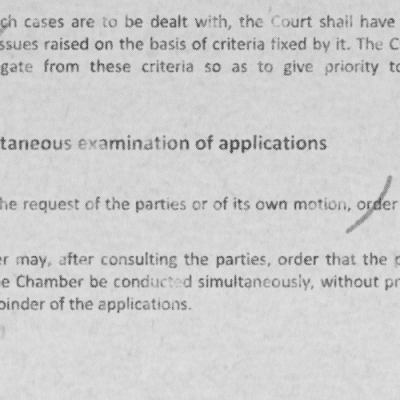 ch cases are to be dealt with, the Court shall have
ssues raised on the basis of criteria fixed by it. The C
gate from these criteria so as to give priority to
taneous examination of applications
he request of the parties or of its own motion, order
er may, after consulting the parties, order that the p
e Chamber be conducted simultaneously, without pr
oinder of the applications.